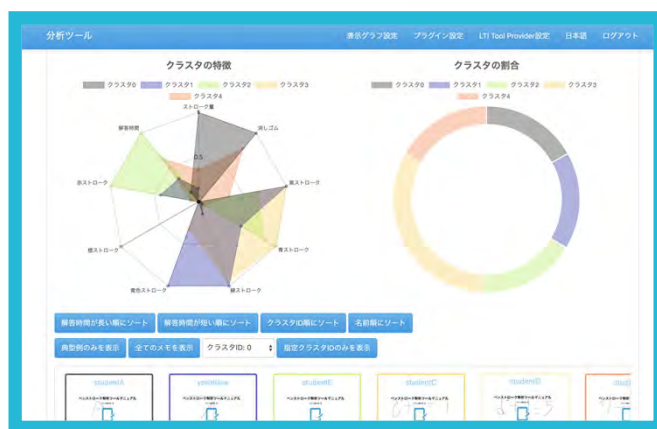 分析ツール
表示グラフ設定 プラグイン設定 LTI Tool Provider設定 日本語 ログアウト
クラスタの特徴
クラスタ0 クラスタ1 クラスタ2 クラスタ3
クラスタ4
ストローク量
解答時間
消しゴム
0.5
赤ストローク
黒ストローク
橙ストローク
青ストローク
黄色ストローク
緑ストローク
クラスタの割合
クラスタ0 クラスタ1 クラスタ2 クラスタ3
クラスタ4
解答時間が長い順にソート 解答時間が短い順にソート クラスタID順にソート 名前順にソート
典型例のみを表示 全てのメモを表示 クラスタID: 0 指定クラスタIDのみを表示
studentA studentE studentC studentD